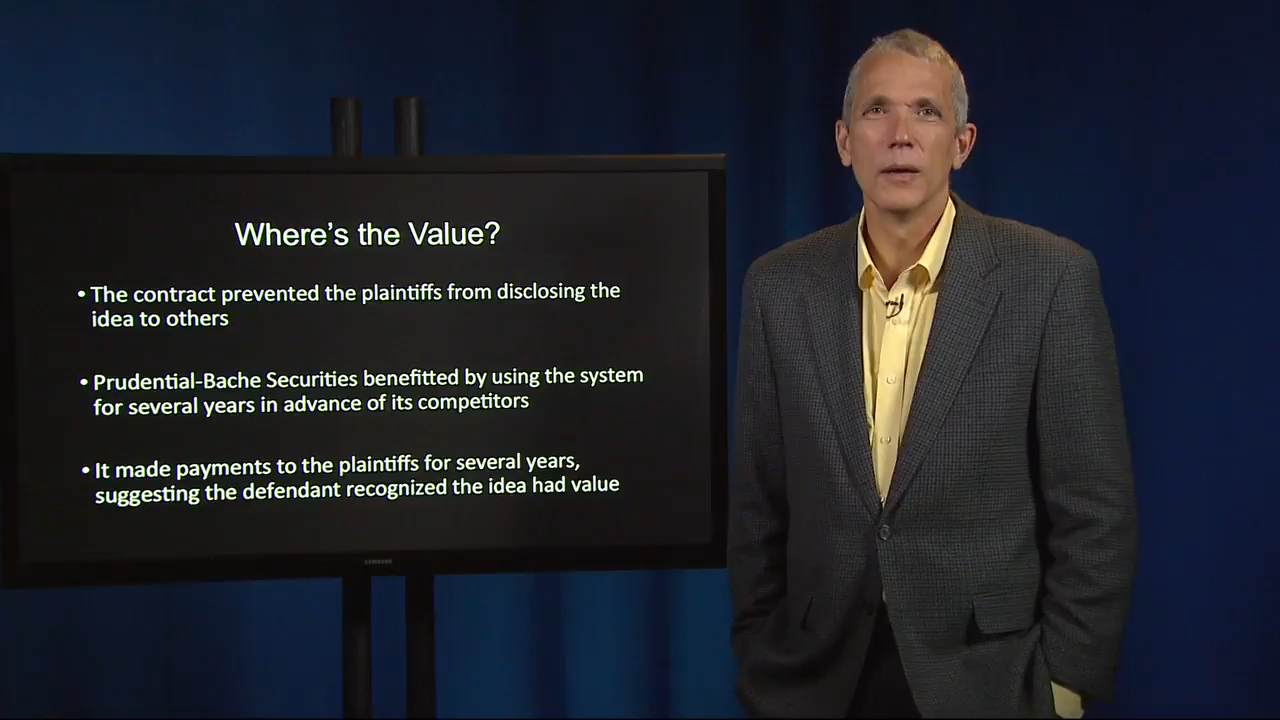 Where's the Value?
• The contract prevented the plaintiffs from disclosing the
idea to others
• Prudential-Bache Securities benefitted by using the system
for several years in advance of its competitors
• It made payments to the plaintiffs for several years,
suggesting the defendant recognized the idea had value
SAMSUNG